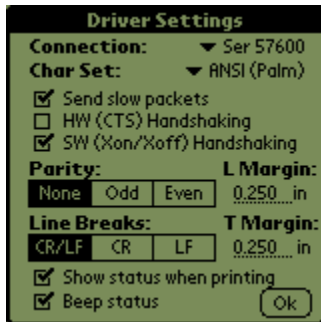 Driver Settings
Connection: Ser 57600
Char Set: ANSI (Palm)
Send slow packets
HW (CTS) Handshaking
SW (Xon/Xoff) Handshaking
Parity: L Margin:
None Odd Even 0.250 in
Line Breaks: T Margin:
CR/LF CR LF 0.250 in
Show status when printing
Beep status Ok